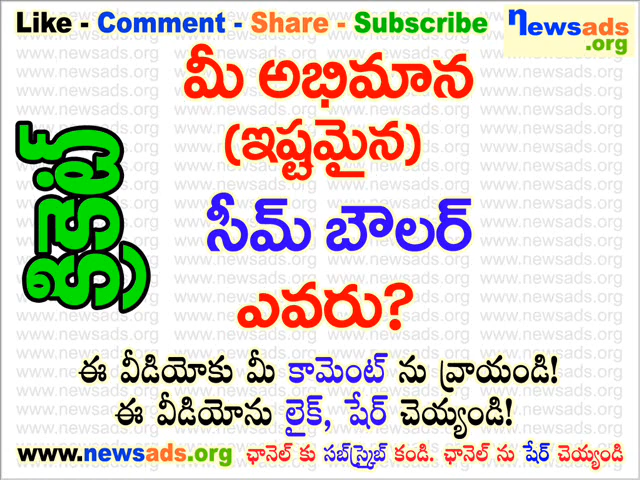 Like - Comment - Share - Subscribe
newsads
.org
మీ అభిమాన
(ఇష్టమైన)
క్రికెట్
సీమ్ బౌలర్
ఎవరు?
ఈ వీడియోకు మీ కామెంట్ ను వ్రాయండి!
ఈ వీడియోను లైక్, షేర్ చెయ్యండి!
www.newsads.org ఛానెల్ కు సబ్‌స్క్రైబ్ కండి. ఛానెల్ ను షేర్ చెయ్యండి